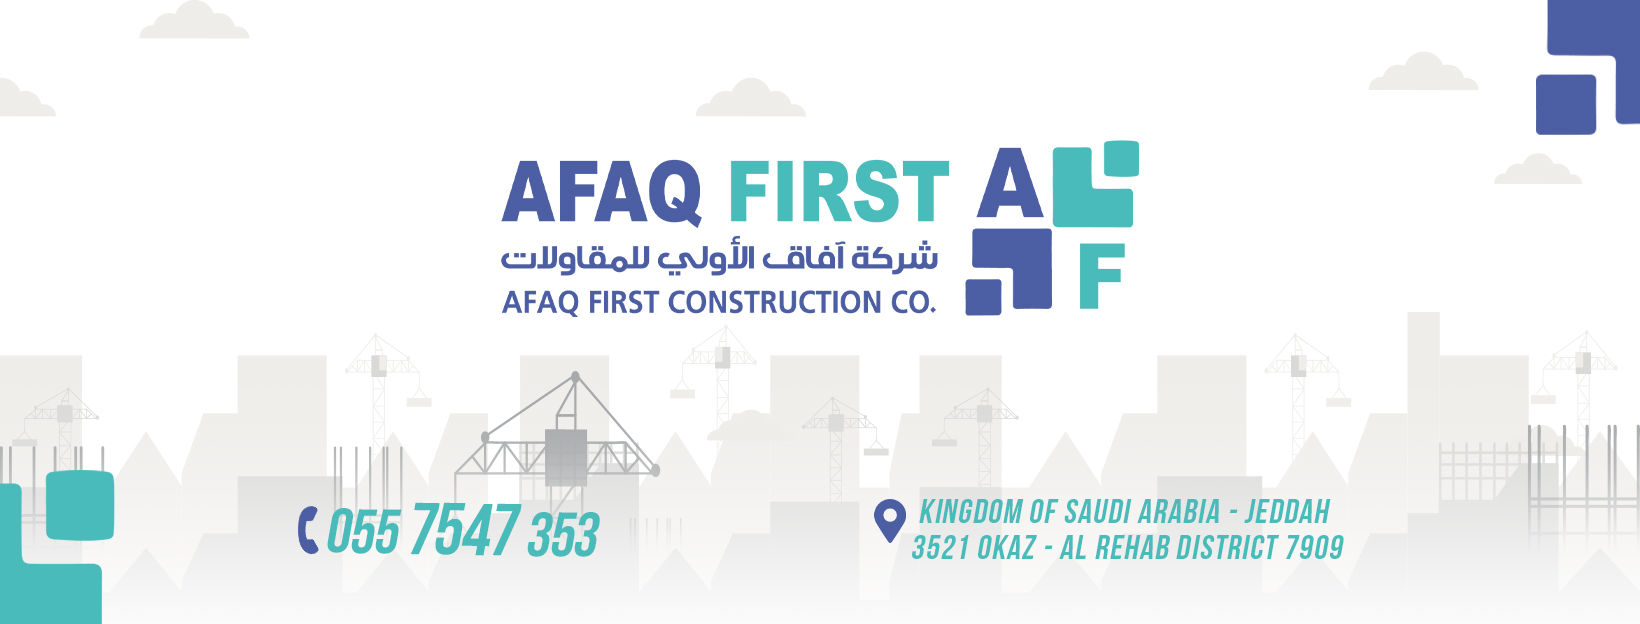 AFAQ FIRST
شركة آفاق الأولي للمقاولات
AFAQ FIRST CONSTRUCTION CO.
A
F
055 7547 353
KINGDOM OF SAUDI ARABIA - JEDDAH
3521 OKAZ - AL REHAB DISTRICT 7909